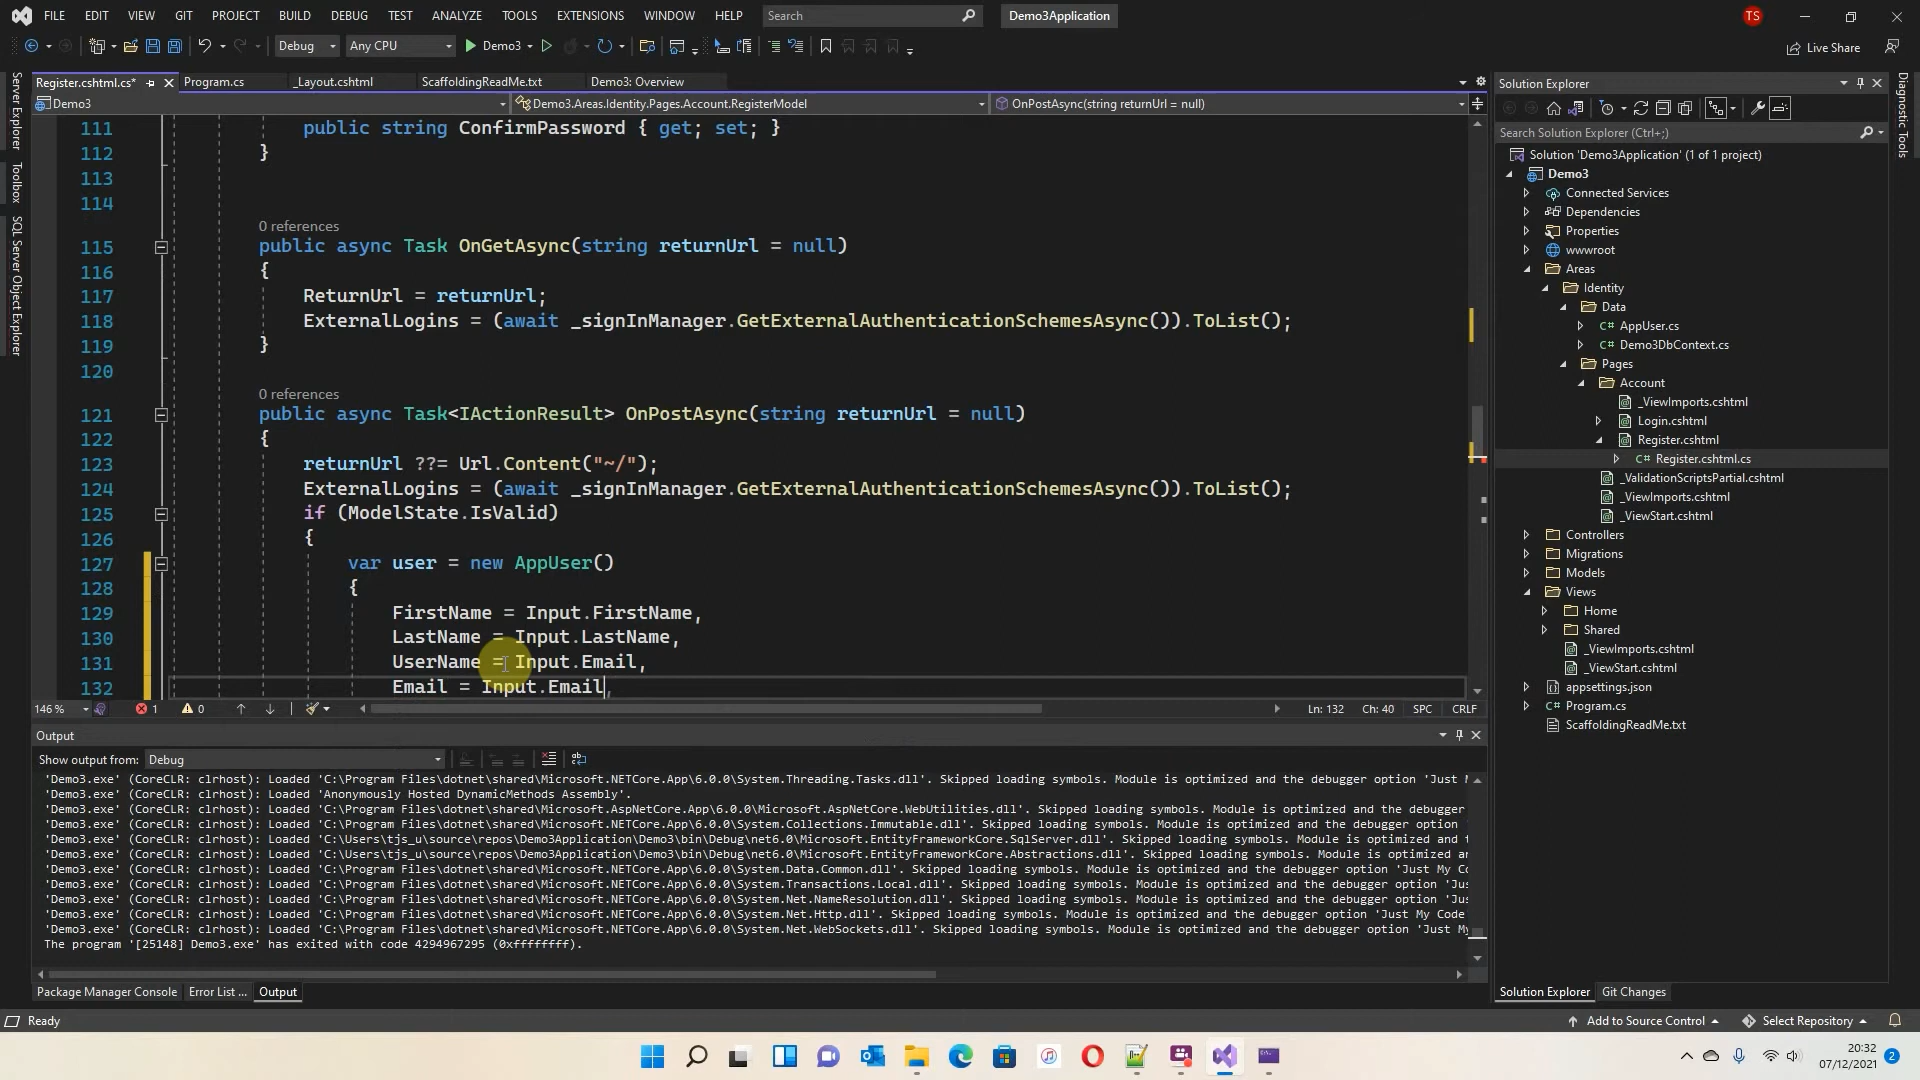 FILE EDIT VIEW GIT PROJECT BUILD DEBUG TEST ANALYZE TOOLS EXTENSIONS WINDOW HELP Search Demo3Application TS
Debug Any CPU Demo3 Live Share
Server Explorer
Toolbox
SQL Server Object Explorer
Register.cshtml.cs* Program.cs _Layout.cshtml ScaffoldingReadMe.txt Demo3: Overview
Demo3 Demo3.Areas.Identity.Pages.Account.RegisterModel OnPostAsync(string returnUrl = null)
111 public string ConfirmPassword { get; set; }
112 }
113
114
0 references
115 public async Task OnGetAsync(string returnUrl = null)
116 {
117 ReturnUrl = returnUrl;
118 ExternalLogins = (await _signInManager.GetExternalAuthenticationSchemesAsync()).ToList();
119 }
120
0 references
121 public async Task<IActionResult> OnPostAsync(string returnUrl = null)
122 {
123 returnUrl ??= Url.Content("~/");
124 ExternalLogins = (await _signInManager.GetExternalAuthenticationSchemesAsync()).ToList();
125 if (ModelState.IsValid)
126 {
127 var user = new AppUser()
128 {
129 FirstName = Input.FirstName,
130 LastName = Input.LastName,
131 UserName = Input.Email,
132 Email = Input.Email,
146 % 1 0 Ln: 132 Ch: 40 SPC CRLF
Output
Show output from: Debug
'Demo3.exe' (CoreCLR: clrhost): Loaded 'C:\Program Files\dotnet\shared\Microsoft.NETCore.App\6.0.0\System.Threading.Tasks.dll'. Skipped loading symbols. Module is optimized and the debugger option 'Just M
'Demo3.exe' (CoreCLR: clrhost): Loaded 'Anonymously Hosted DynamicMethods Assembly'.
'Demo3.exe' (CoreCLR: clrhost): Loaded 'C:\Program Files\dotnet\shared\Microsoft.AspNetCore.App\6.0.0\Microsoft.AspNetCore.WebUtilities.dll'. Skipped loading symbols. Module is optimized and the debugger
'Demo3.exe' (CoreCLR: clrhost): Loaded 'C:\Program Files\dotnet\shared\Microsoft.NETCore.App\6.0.0\System.Collections.Immutable.dll'. Skipped loading symbols. Module is optimized and the debugger option '
'Demo3.exe' (CoreCLR: clrhost): Loaded 'C:\Users\tjs_u\source\repos\Demo3Application\Demo3\bin\Debug\net6.0\Microsoft.EntityFrameworkCore.SqlServer.dll'. Skipped loading symbols. Module is optimized and t
'Demo3.exe' (CoreCLR: clrhost): Loaded 'C:\Users\tjs_u\source\repos\Demo3Application\Demo3\bin\Debug\net6.0\Microsoft.EntityFrameworkCore.Abstractions.dll'. Skipped loading symbols. Module is optimized an
'Demo3.exe' (CoreCLR: clrhost): Loaded 'C:\Program Files\dotnet\shared\Microsoft.NETCore.App\6.0.0\System.Data.Common.dll'. Skipped loading symbols. Module is optimized and the debugger option 'Just My Co
'Demo3.exe' (CoreCLR: clrhost): Loaded 'C:\Program Files\dotnet\shared\Microsoft.NETCore.App\6.0.0\System.Transactions.Local.dll'. Skipped loading symbols. Module is optimized and the debugger option 'Jus
'Demo3.exe' (CoreCLR: clrhost): Loaded 'C:\Program Files\dotnet\shared\Microsoft.NETCore.App\6.0.0\System.Net.NameResolution.dll'. Skipped loading symbols. Module is optimized and the debugger option 'Jus
'Demo3.exe' (CoreCLR: clrhost): Loaded 'C:\Program Files\dotnet\shared\Microsoft.NETCore.App\6.0.0\System.Net.Http.dll'. Skipped loading symbols. Module is optimized and the debugger option 'Just My Code
'Demo3.exe' (CoreCLR: clrhost): Loaded 'C:\Program Files\dotnet\shared\Microsoft.NETCore.App\6.0.0\System.Net.WebSockets.dll'. Skipped loading symbols. Module is optimized and the debugger option 'Just My
The program '[25148] Demo3.exe' has exited with code 4294967295 (0xffffffff).
Package Manager Console Error List ... Output
Solution Explorer
Search Solution Explorer (Ctrl+;)
Solution 'Demo3Application' (1 of 1 project)
Demo3
Connected Services
Dependencies
Properties
wwwroot
Areas
Identity
Data
C# AppUser.cs
C# Demo3DbContext.cs
Pages
Account
_ViewImports.cshtml
Login.cshtml
Register.cshtml
C# Register.cshtml.cs
_ValidationScriptsPartial.cshtml
_ViewImports.cshtml
_ViewStart.cshtml
Controllers
Migrations
Models
Views
Home
Shared
_ViewImports.cshtml
_ViewStart.cshtml
appsettings.json
C# Program.cs
ScaffoldingReadMe.txt
Solution Explorer Git Changes
Diagnostic Tools
Ready Add to Source Control Select Repository
20:32
07/12/2021
2